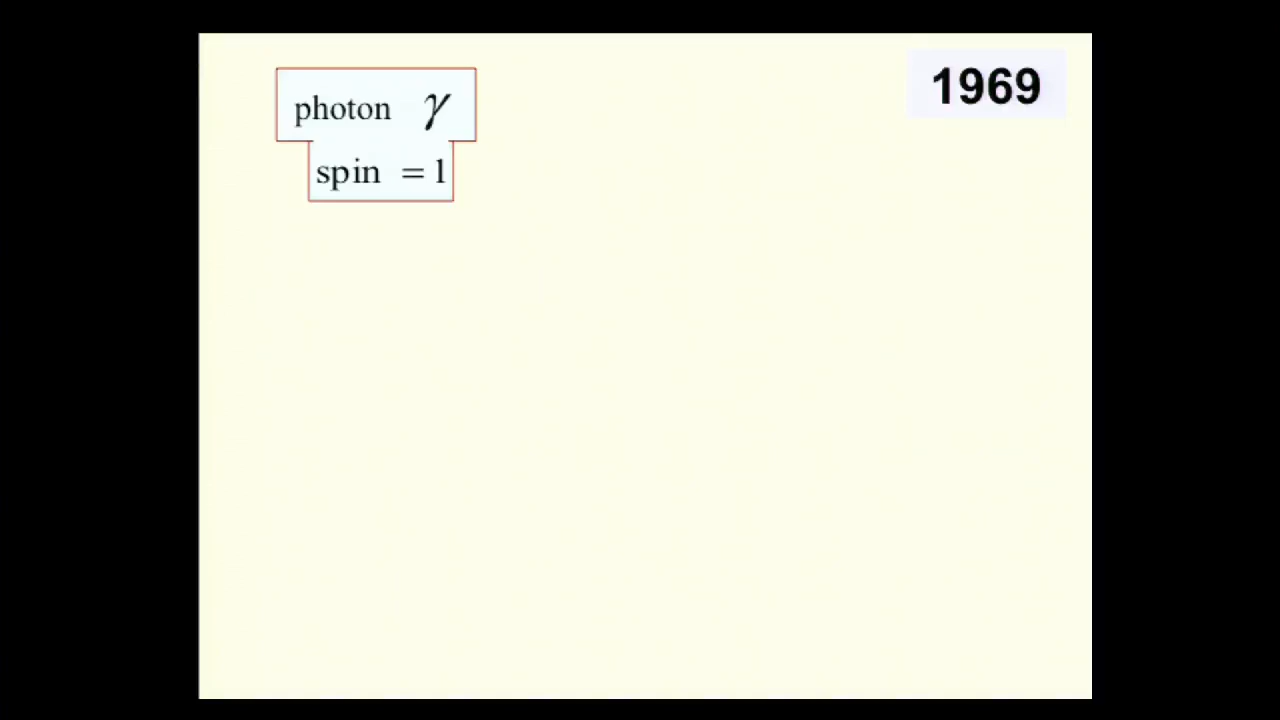 1969
photon γ
spin = 1